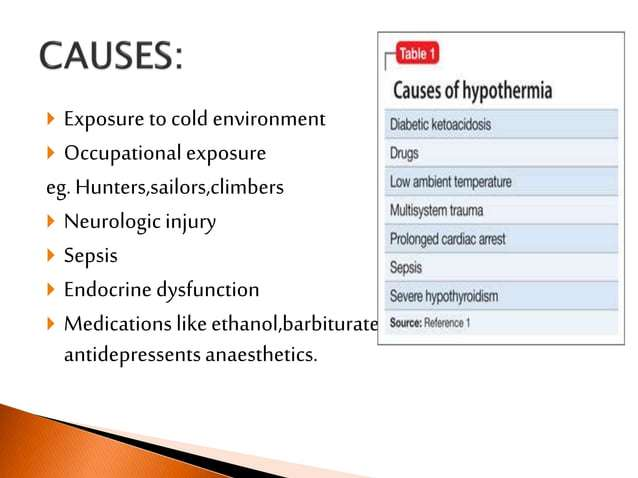 CAUSES:
Exposure to cold environment
Occupational exposure
eg. Hunters,sailors,climbers
Neurologic injury
Sepsis
Endocrine dysfunction
Medications like ethanol,barbiturate
antidepressents anaesthetics.
Table 1
Causes of hypothermia
Diabetic ketoacidosis
Drugs
Low ambient temperature
Multisystem trauma
Prolonged cardiac arrest
Sepsis
Severe hypothyroidism
Source: Reference 1